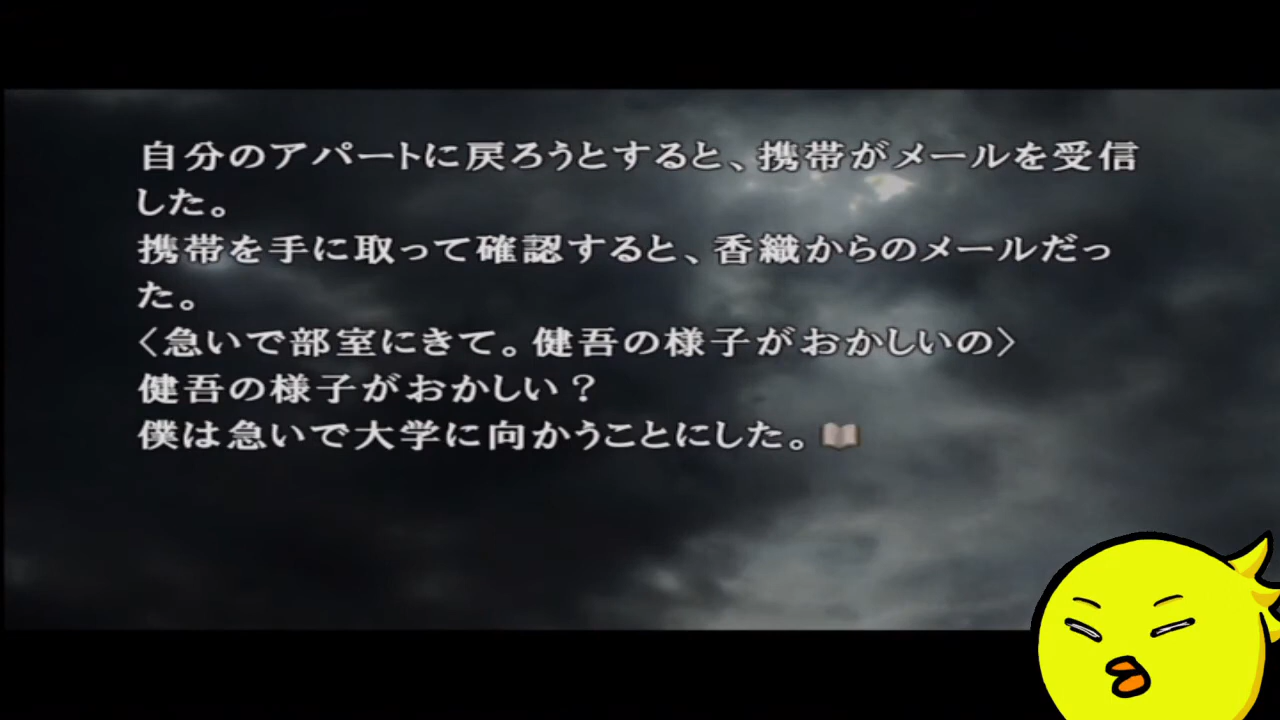 自分のアパートに戻ろうとすると、携帯がメールを受信
した。
携帯を手に取って確認すると、香織からのメールだっ
た。
〈急いで部室にきて。健吾の様子がおかしいの〉
健吾の様子がおかしい？
僕は急いで大学に向かうことにした。